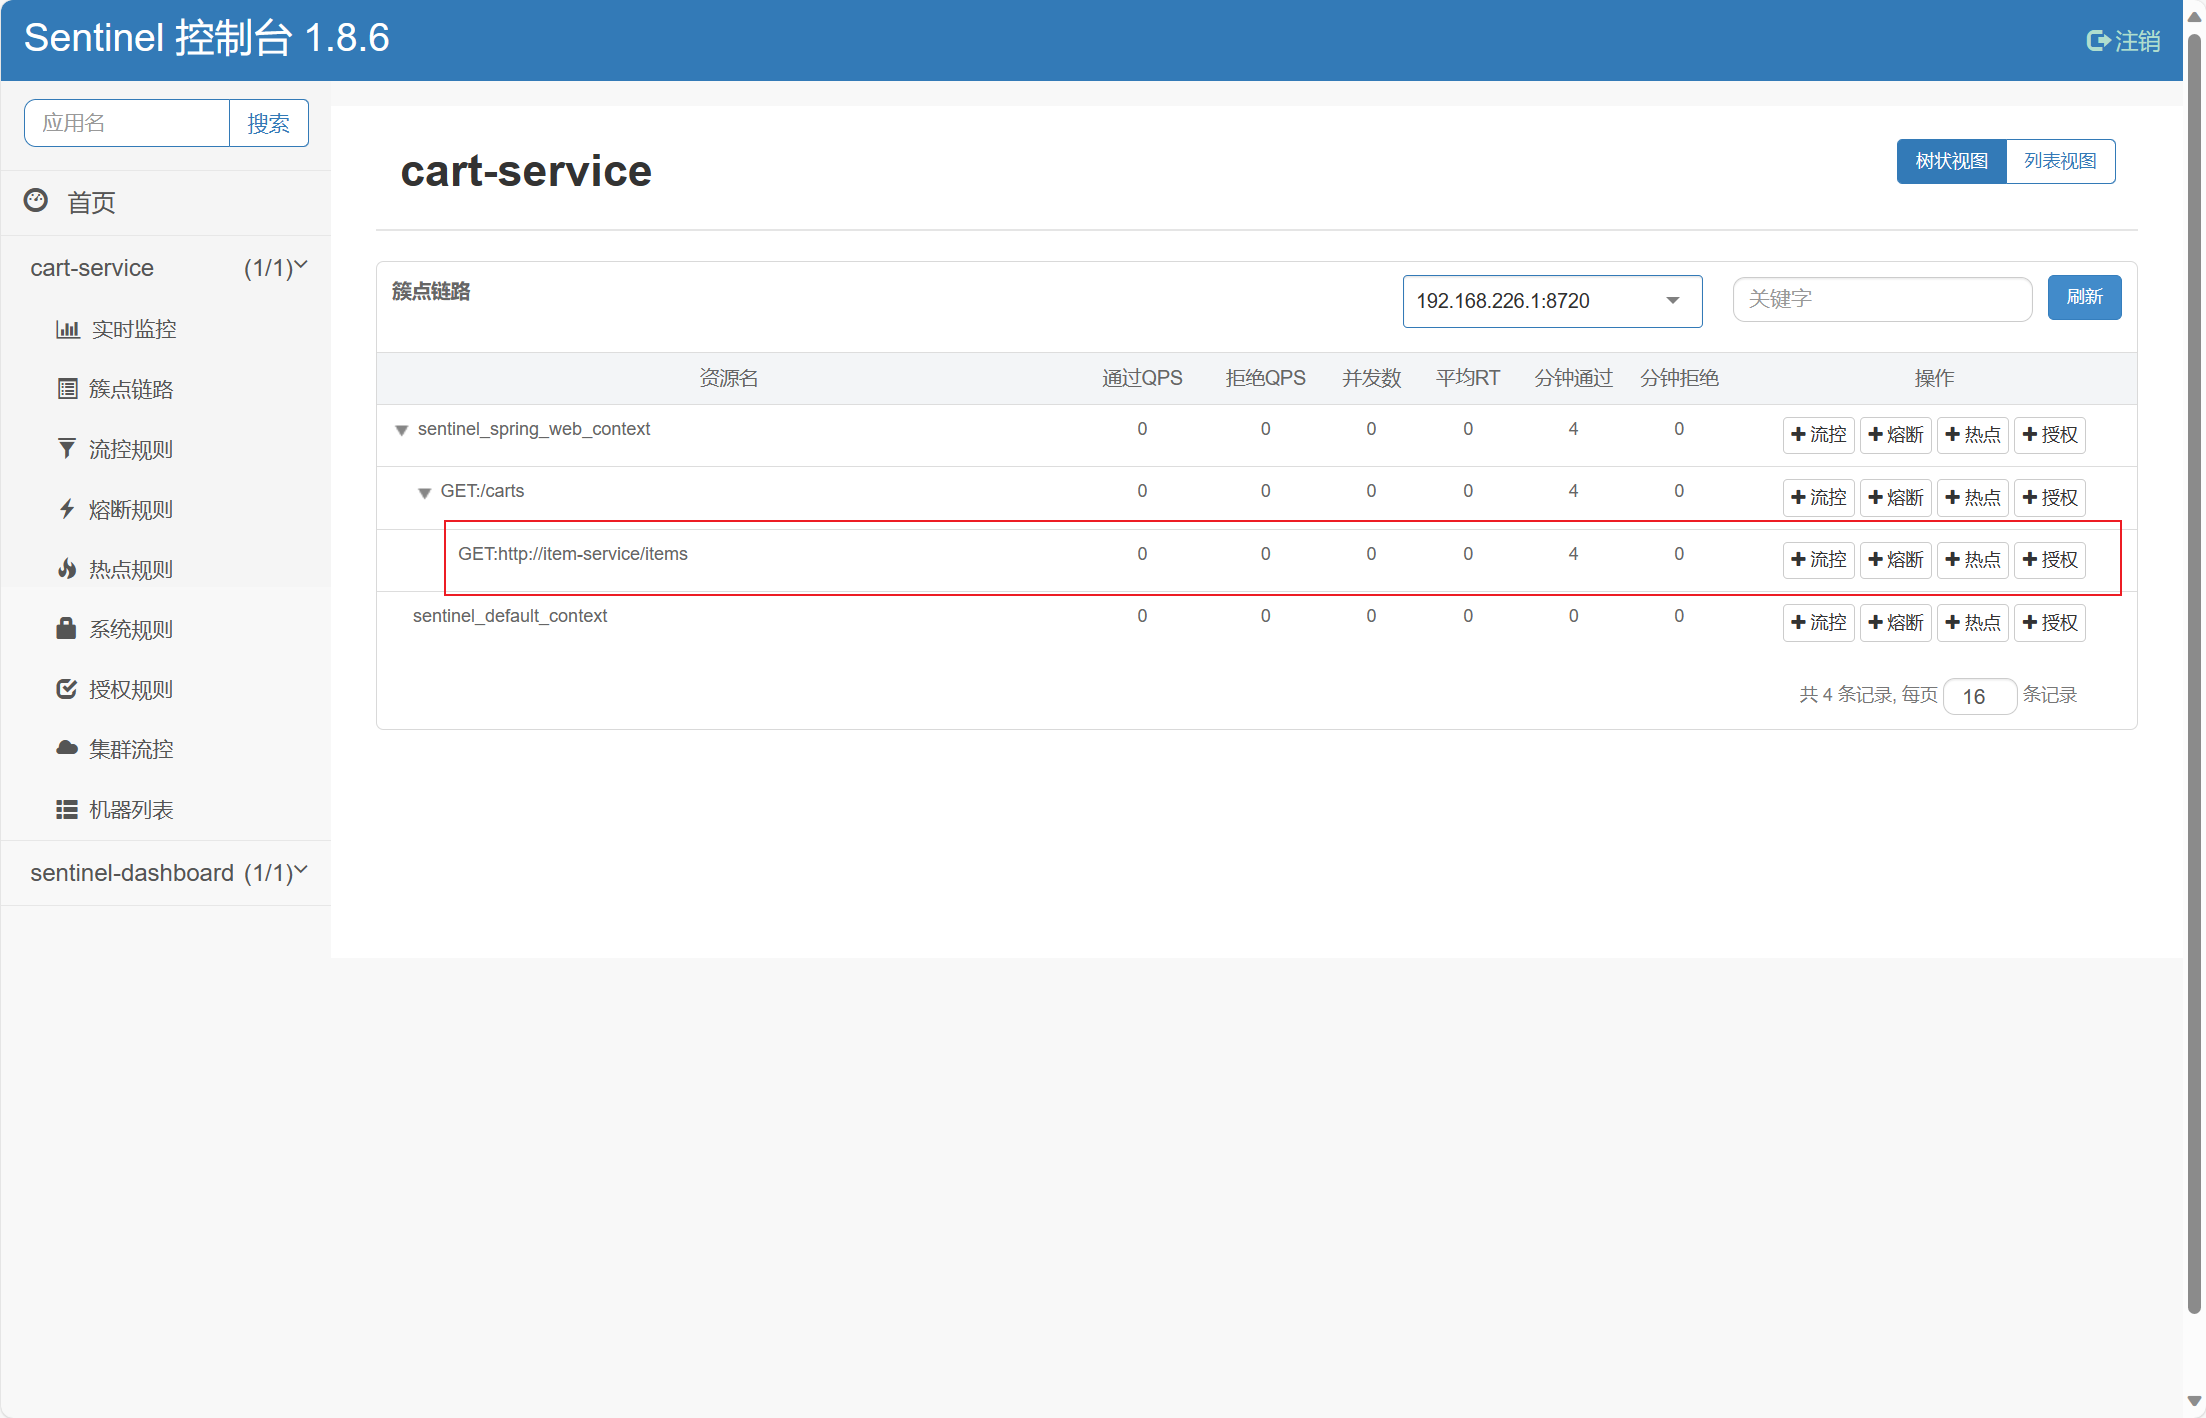 Sentinel 控制台 1.8.6
注销
应用名 搜索
首页
cart-service (1/1)
实时监控
簇点链路
流控规则
熔断规则
热点规则
系统规则
授权规则
集群流控
机器列表
sentinel-dashboard (1/1)
cart-service
树状视图 列表视图
簇点链路 192.168.226.1:8720 关键字 刷新
资源名 通过QPS 拒绝QPS 并发数 平均RT 分钟通过 分钟拒绝 操作
sentinel_spring_web_context 0 0 0 0 4 0 流控 熔断 热点 授权
GET:/carts 0 0 0 0 4 0 流控 熔断 热点 授权
GET:http://item-service/items 0 0 0 0 4 0 流控 熔断 热点 授权
sentinel_default_context 0 0 0 0 0 0 流控 熔断 热点 授权
共 4 条记录, 每页 16 条记录